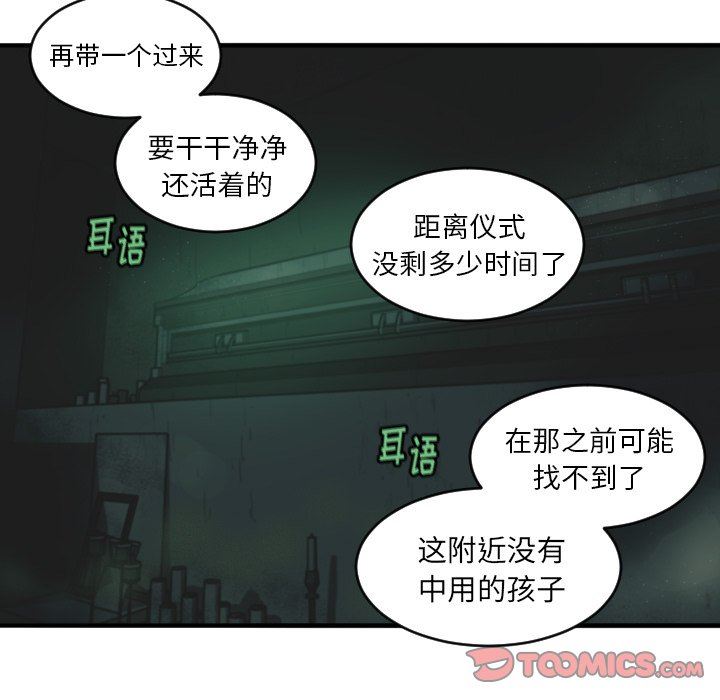 再带一个过来
要干干净净
还活着的
耳语
距离仪式
没剩多少时间了
耳语
在那之前可能
找不到了
这附近没有
中用的孩子
TOOMICS.COM